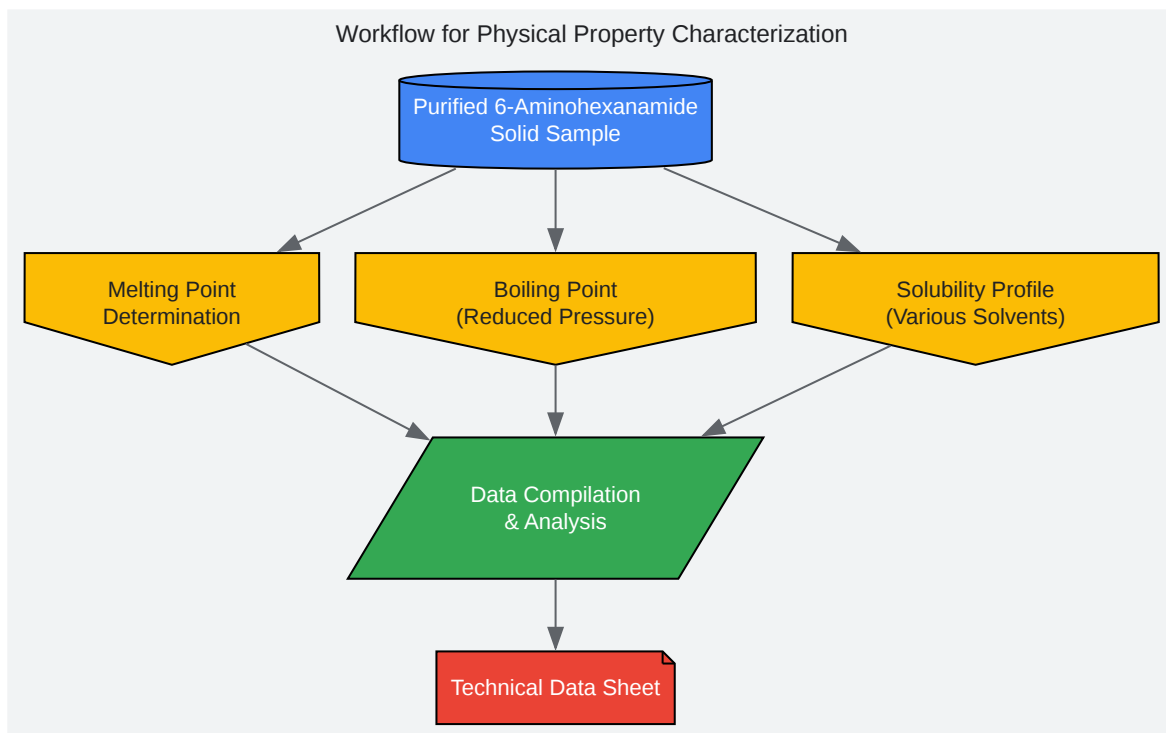 Workflow for Physical Property Characterization
Purified 6-Aminohexanamide
Solid Sample
Melting Point
Determination
Boiling Point
(Reduced Pressure)
Solubility Profile
(Various Solvents)
Data Compilation
& Analysis
Technical Data Sheet